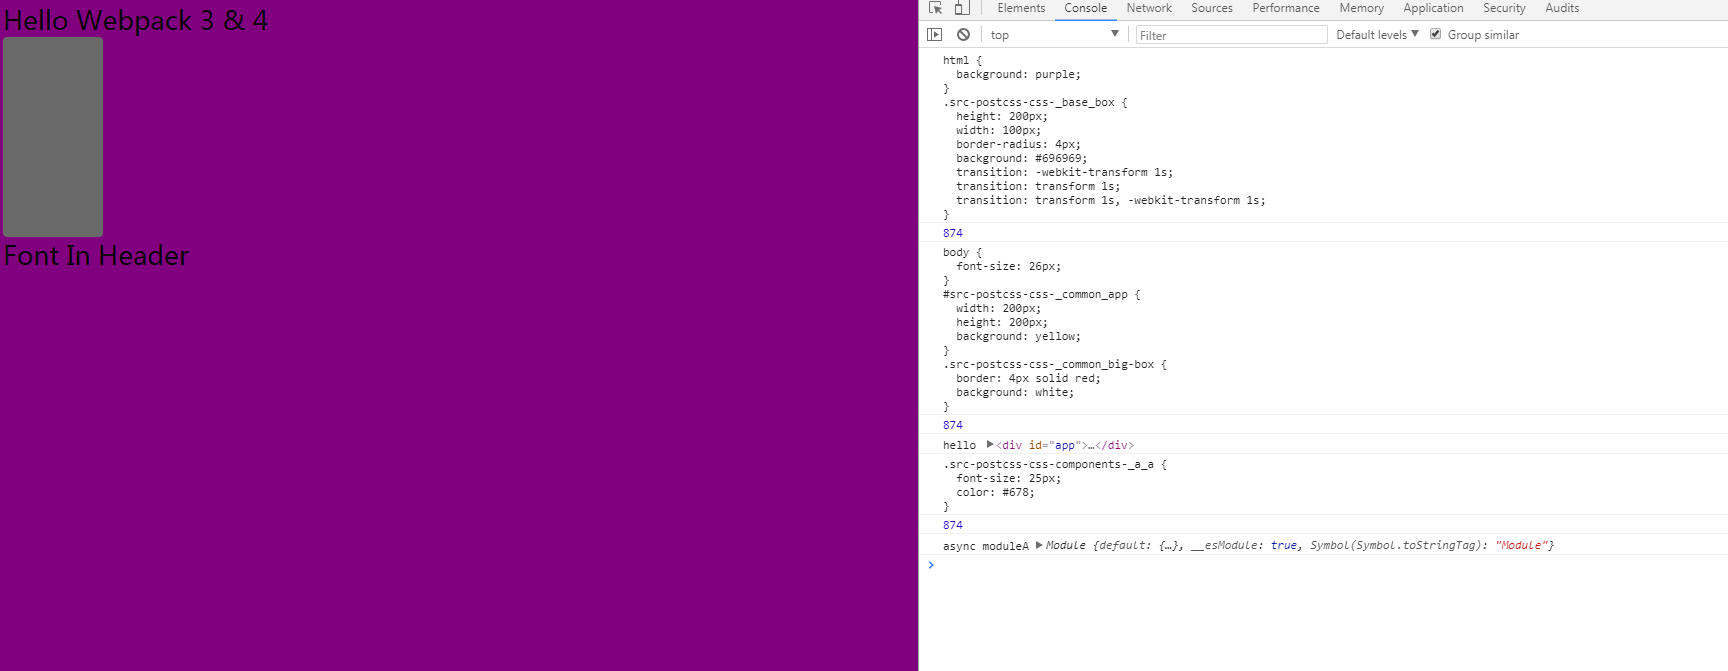 Hello Webpack 3 & 4
Font In Header
Elements Console Network Sources Performance Memory Application Security Audits
top Filter Default levels Group similar
html {
  background: purple;
}
.src-postcss-css-_base_box {
  height: 200px;
  width: 100px;
  border-radius: 4px;
  background: #696969;
  transition: -webkit-transform 1s;
  transition: transform 1s;
  transition: transform 1s, -webkit-transform 1s;
}
874
body {
  font-size: 26px;
}
#src-postcss-css-_common_app {
  width: 200px;
  height: 200px;
  background: yellow;
}
.src-postcss-css-_common_big-box {
  border: 4px solid red;
  background: white;
}
874
hello ▶<div id="app">…</div>
.src-postcss-css-components-_a_a {
  font-size: 25px;
  color: #678;
}
874
async moduleA ▶Module {default: {…}, __esModule: true, Symbol(Symbol.toStringTag): "Module"}
>